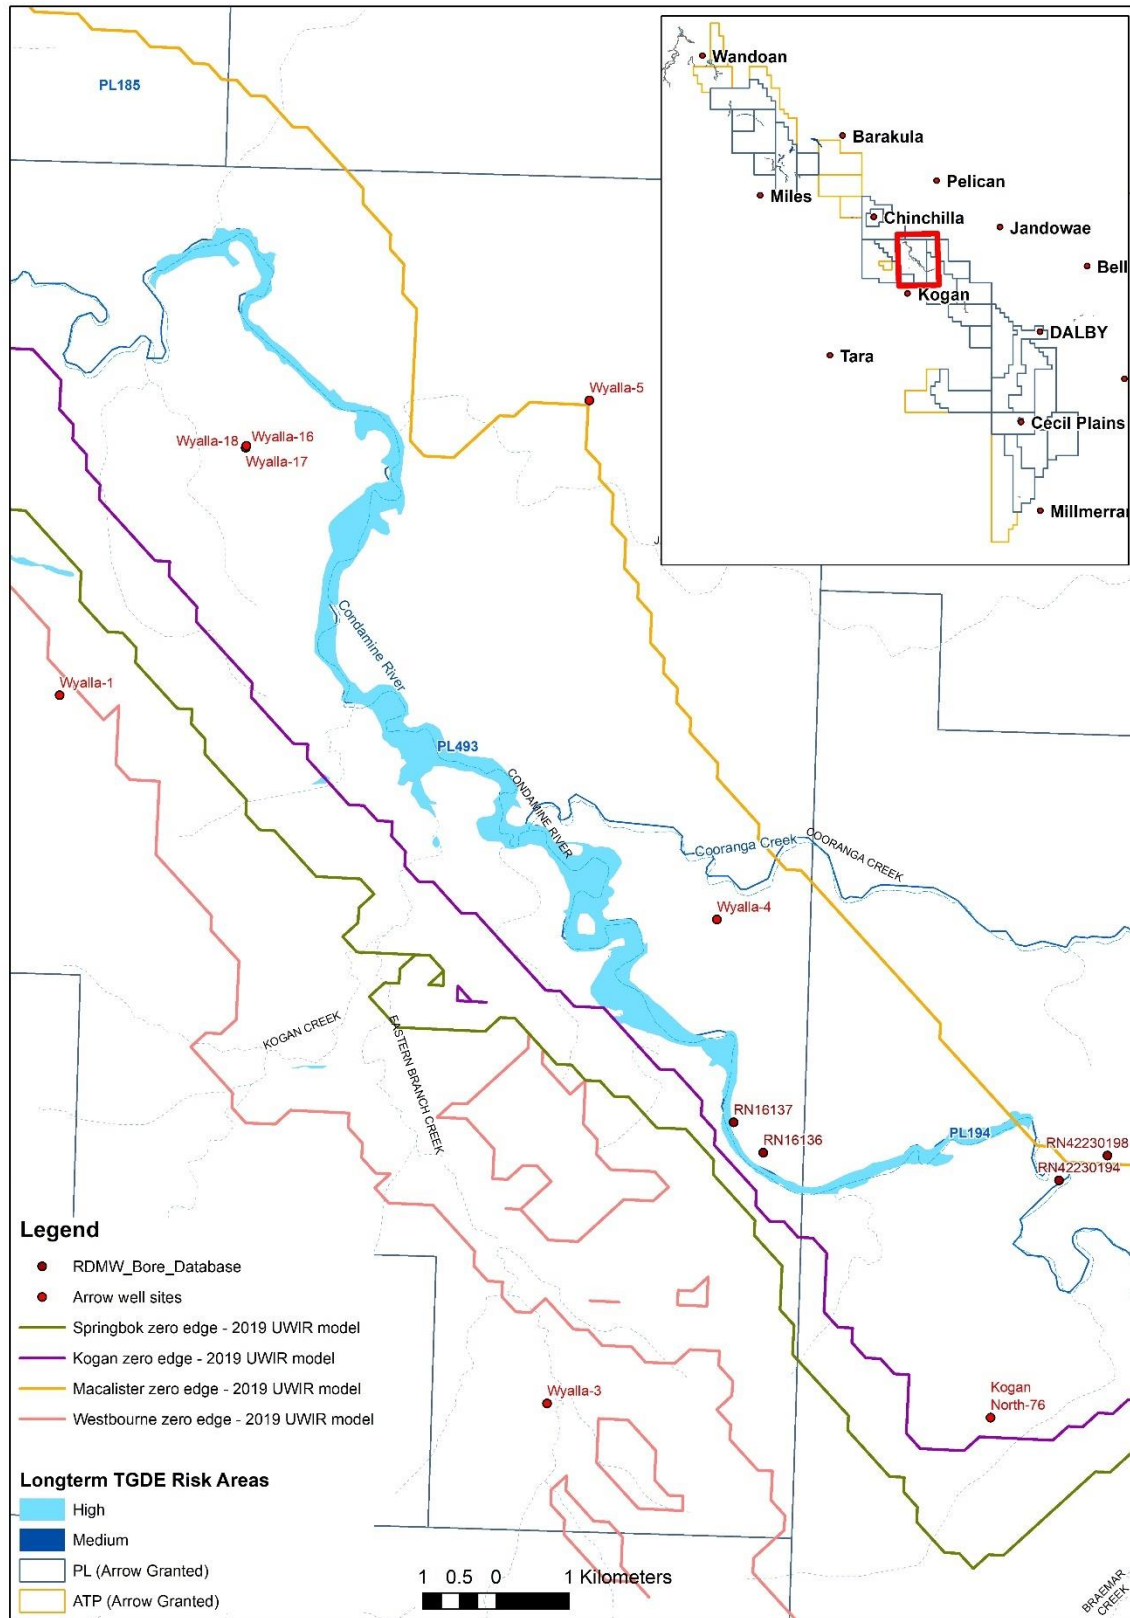 PL185
Wandoan
Barakula
Pelican
Miles
Chinchilla
Jandowae
Bell
Kogan
DALBY
Tara
Cecil Plains
Millmerran
Wyalla-5
Wyalla-18
Wyalla-16
Wyalla-17
Condamine River
Wyalla-1
PL493
CONDAMINE RIVER
Cooranga Creek
COORANGA CREEK
Wyalla-4
KOGAN CREEK
EASTERN BRANCH CREEK
RN16137
RN16136
PL194
RN42230198
RN42230194
Wyalla-3
Kogan
North-76
BRAEMAR
CREEK
Legend
RDMW_Bore_Database
Arrow well sites
Springbok zero edge - 2019 UWIR model
Kogan zero edge - 2019 UWIR model
Macalister zero edge - 2019 UWIR model
Westbourne zero edge - 2019 UWIR model
Longterm TGDE Risk Areas
High
Medium
PL (Arrow Granted)
ATP (Arrow Granted)
1 0.5 0 1 Kilometers